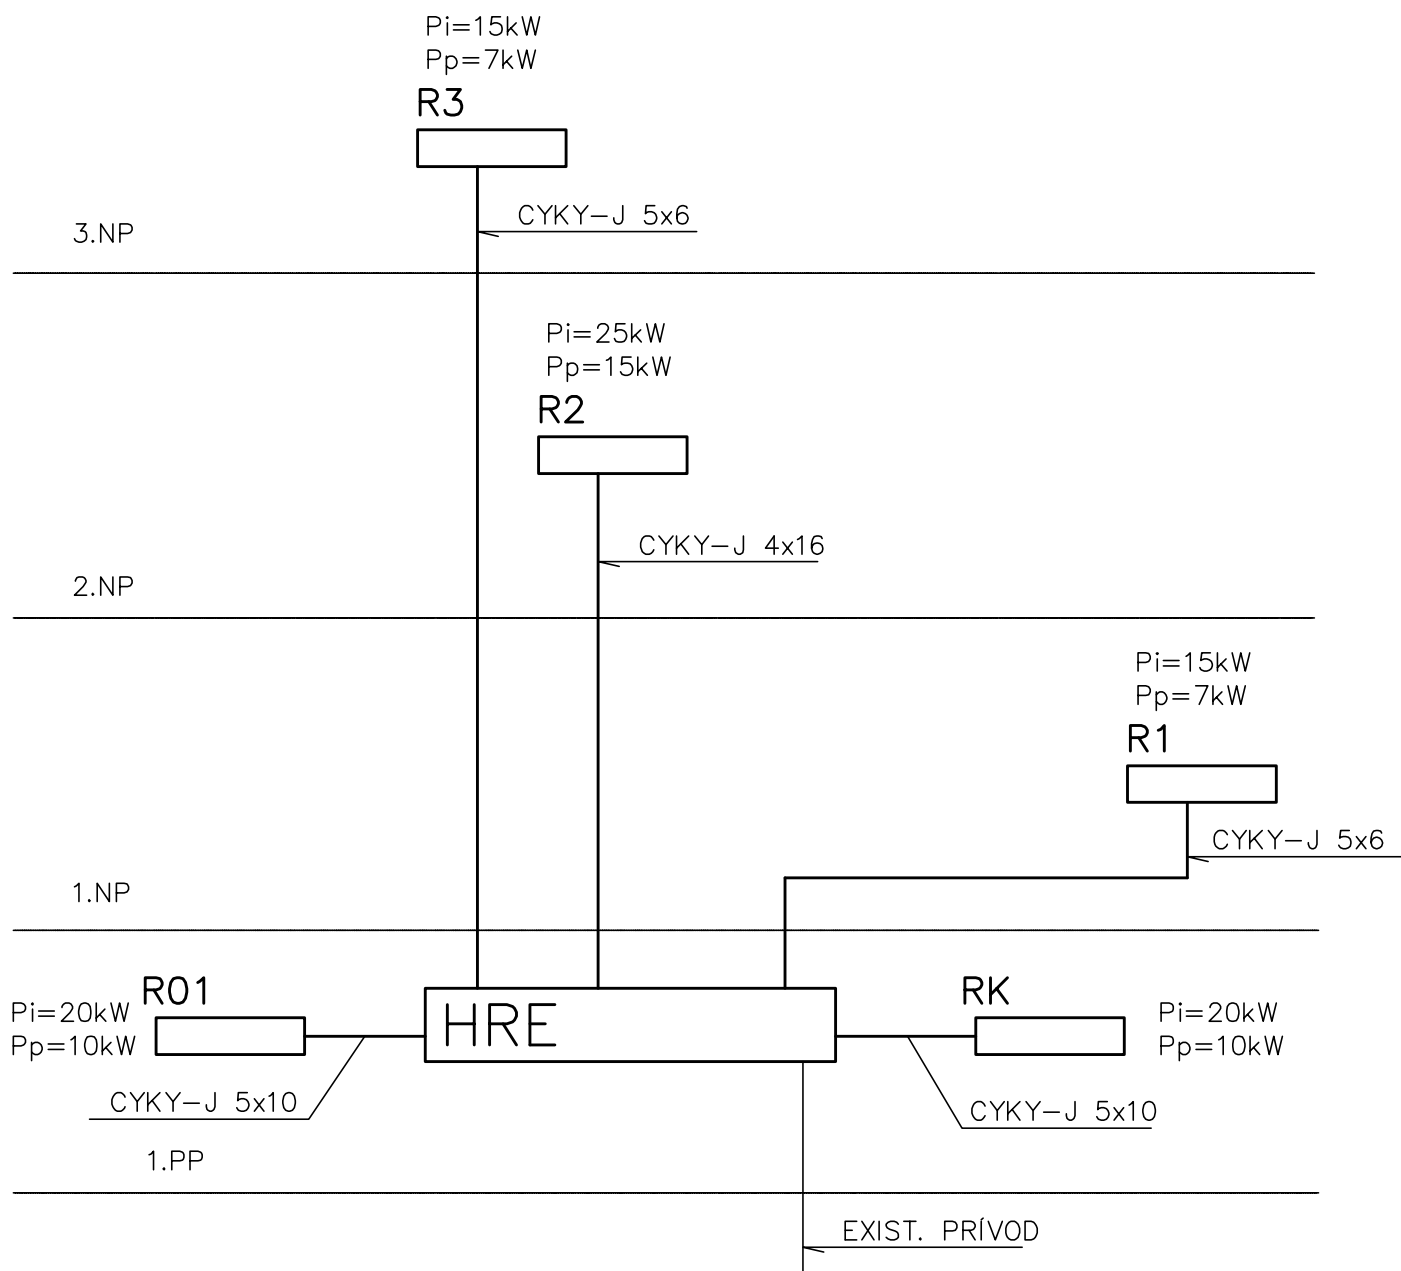 Pi=15kW
Pp=7kW
R3
CYKY-J 5x6
3.NP
Pi=25kW
Pp=15kW
R2
CYKY-J 4x16
2.NP
Pi=15kW
Pp=7kW
R1
CYKY-J 5x6
1.NP
R01
Pi=20kW
Pp=10kW
HRE
RK
Pi=20kW
Pp=10kW
CYKY-J 5x10
CYKY-J 5x10
1.PP
EXIST. PRÍVOD